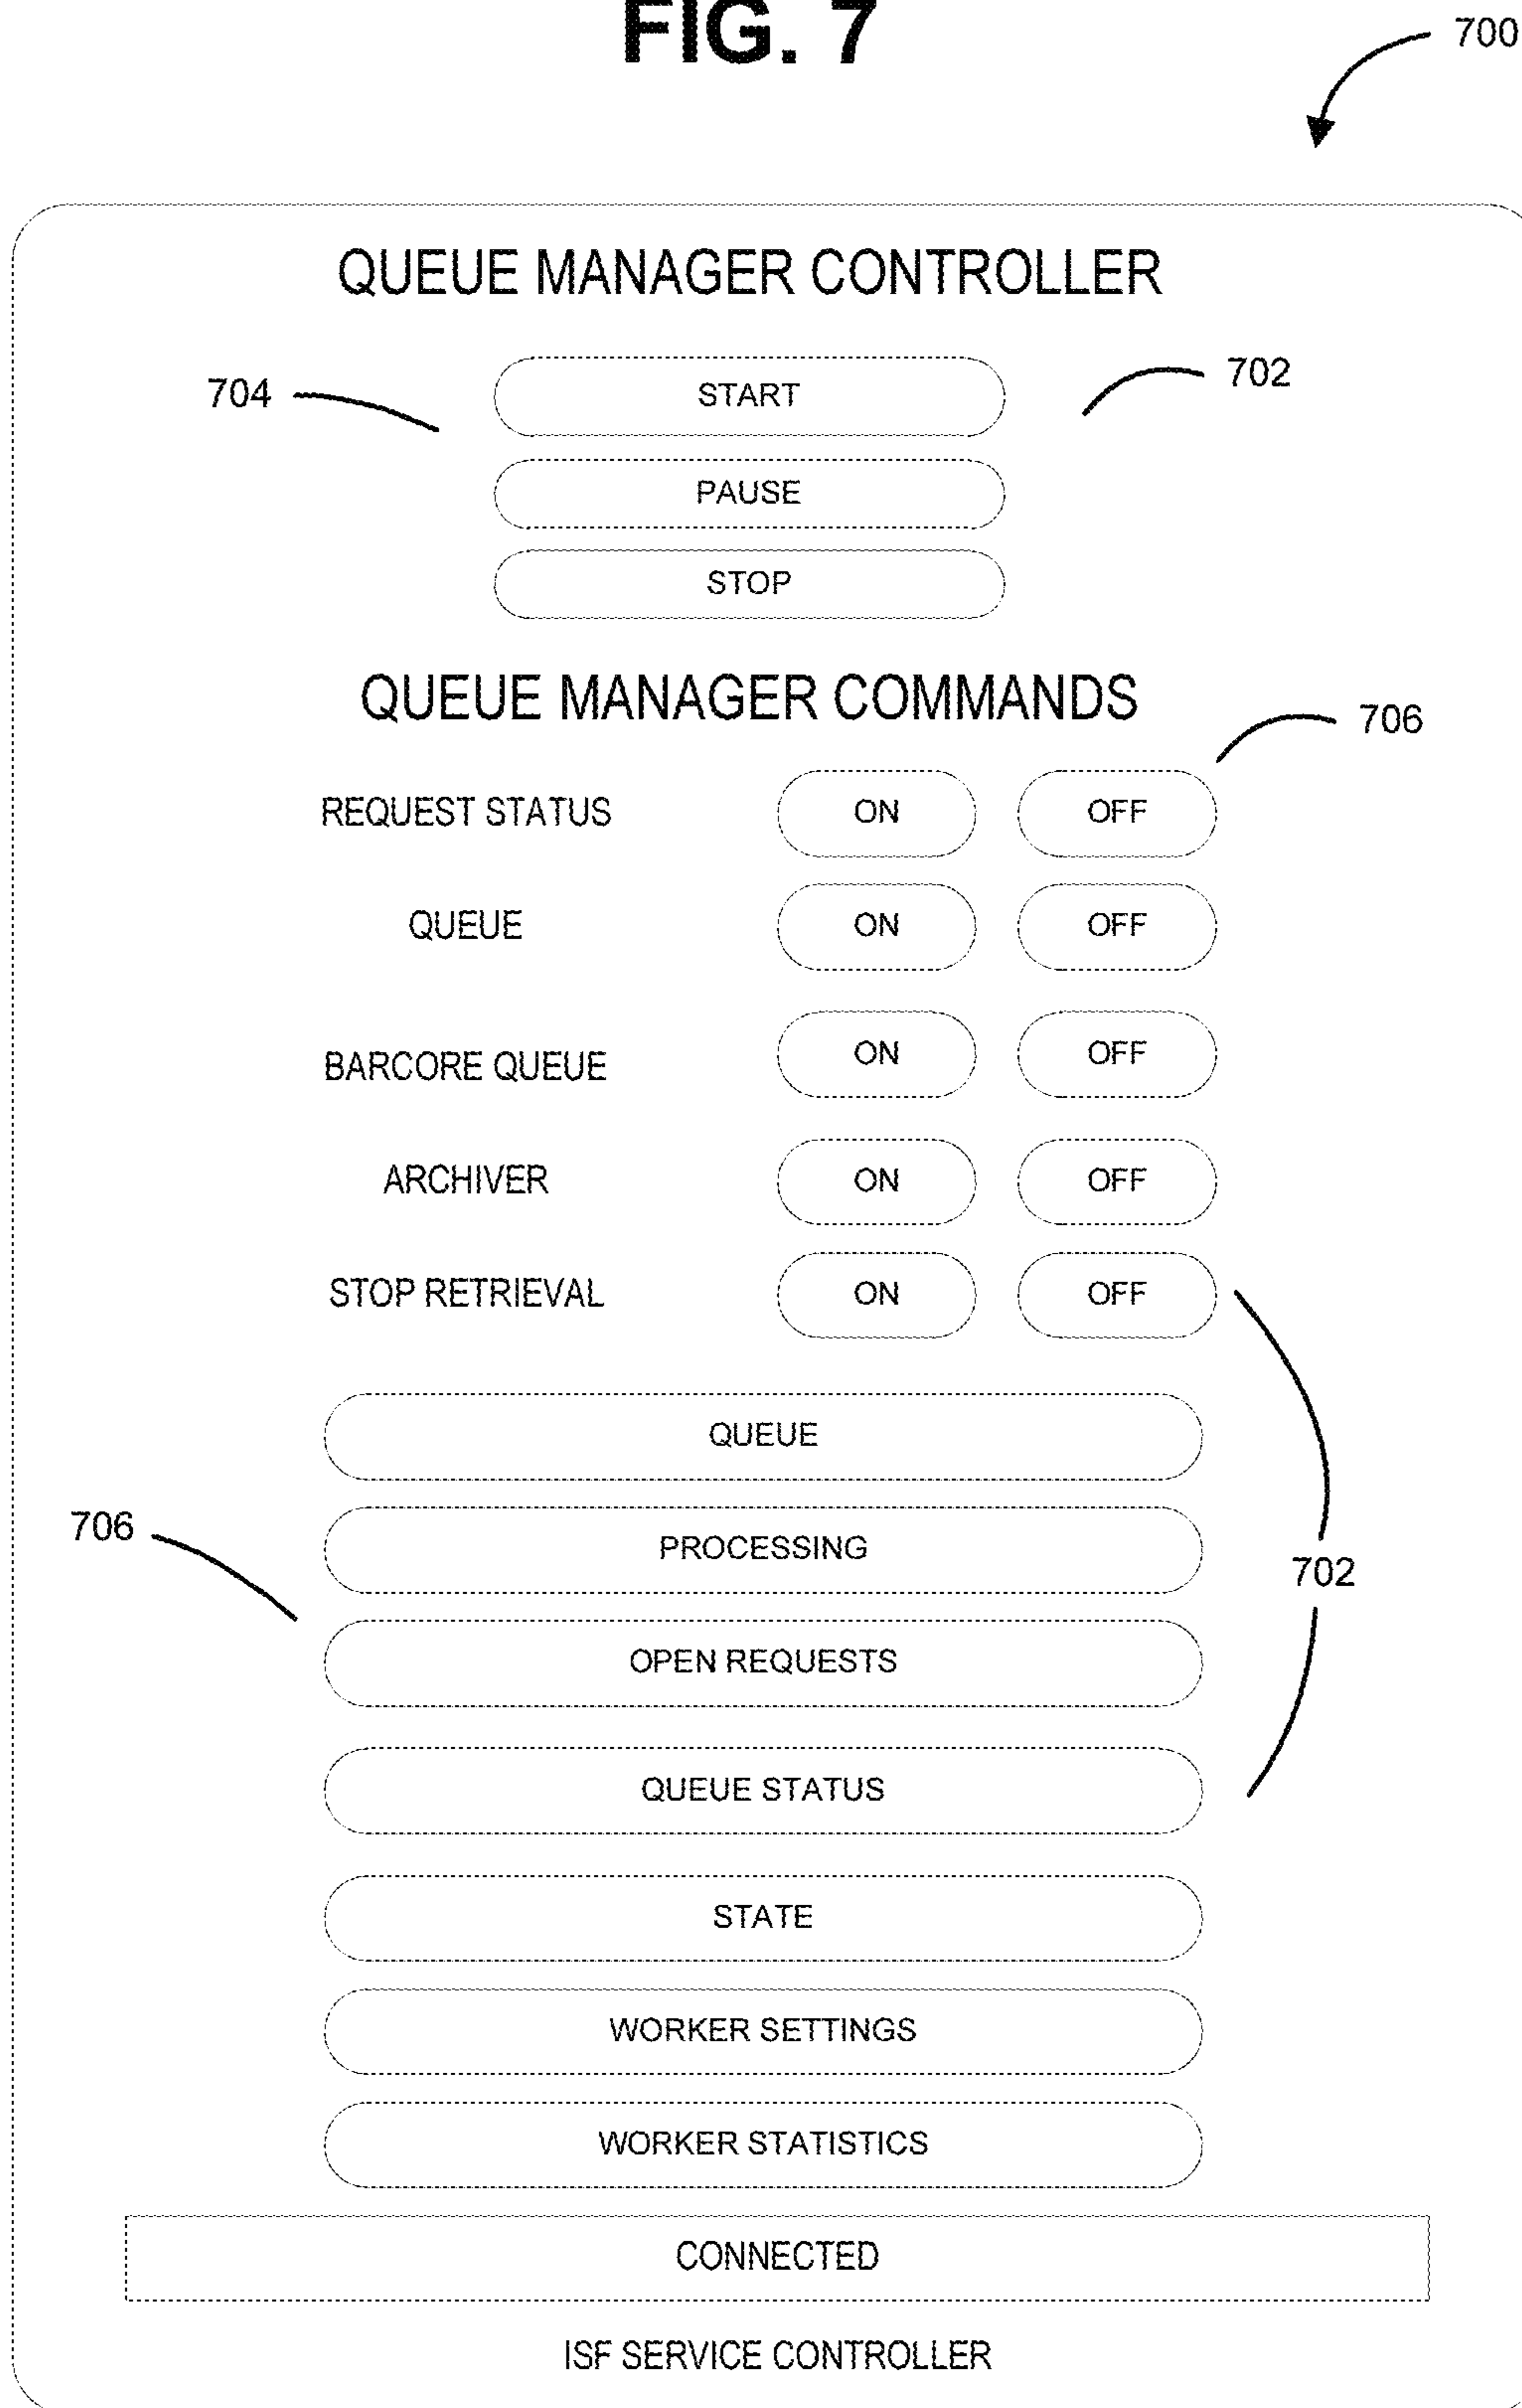 FIG. 7
700
QUEUE MANAGER CONTROLLER
704
START
702
PAUSE
STOP
QUEUE MANAGER COMMANDS
706
REQUEST STATUS ON OFF
QUEUE ON OFF
BARCORE QUEUE ON OFF
ARCHIVER ON OFF
STOP RETRIEVAL ON OFF
QUEUE
706
PROCESSING
702
OPEN REQUESTS
QUEUE STATUS
STATE
WORKER SETTINGS
WORKER STATISTICS
CONNECTED
ISF SERVICE CONTROLLER